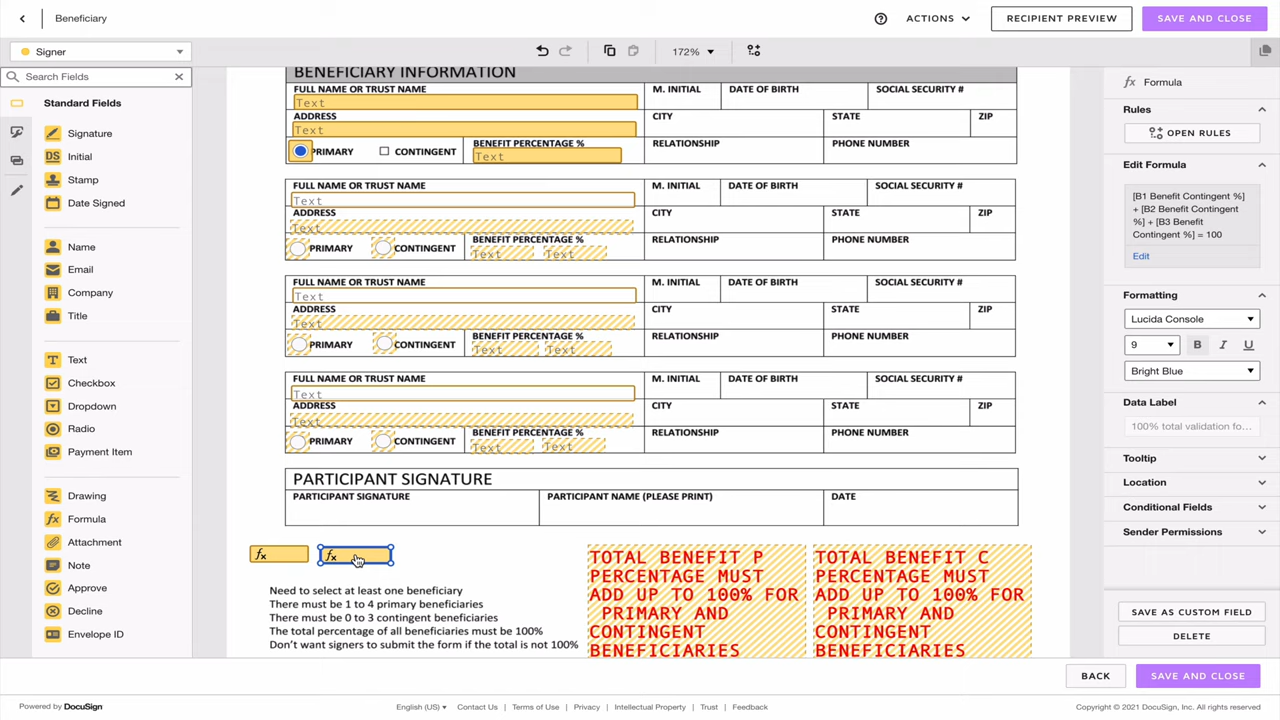 Beneficiary
ACTIONS
RECIPIENT PREVIEW
SAVE AND CLOSE
Signer
172%
Search Fields
Standard Fields
Signature
Initial
Stamp
Date Signed
Name
Email
Company
Title
Text
Checkbox
Dropdown
Radio
Payment Item
Drawing
fx Formula
Attachment
Note
Approve
Decline
Envelope ID
BENEFICIARY INFORMATION
FULL NAME OR TRUST NAME M. INITIAL DATE OF BIRTH SOCIAL SECURITY #
Text
ADDRESS CITY STATE ZIP
Text
PRIMARY CONTINGENT BENEFIT PERCENTAGE % RELATIONSHIP PHONE NUMBER
Text
FULL NAME OR TRUST NAME M. INITIAL DATE OF BIRTH SOCIAL SECURITY #
Text
ADDRESS CITY STATE ZIP
Text
PRIMARY CONTINGENT BENEFIT PERCENTAGE % RELATIONSHIP PHONE NUMBER
Text Text
FULL NAME OR TRUST NAME M. INITIAL DATE OF BIRTH SOCIAL SECURITY #
Text
ADDRESS CITY STATE ZIP
Text
PRIMARY CONTINGENT BENEFIT PERCENTAGE % RELATIONSHIP PHONE NUMBER
Text Text
FULL NAME OR TRUST NAME M. INITIAL DATE OF BIRTH SOCIAL SECURITY #
Text
ADDRESS CITY STATE ZIP
Text
PRIMARY CONTINGENT BENEFIT PERCENTAGE % RELATIONSHIP PHONE NUMBER
Text Text
PARTICIPANT SIGNATURE
PARTICIPANT SIGNATURE PARTICIPANT NAME (PLEASE PRINT) DATE
fx fx
Need to select at least one beneficiary
There must be 1 to 4 primary beneficiaries
There must be 0 to 3 contingent beneficiaries
The total percentage of all beneficiaries must be 100%
Don't want signers to submit the form if the total is not 100%
TOTAL BENEFIT P
PERCENTAGE MUST
ADD UP TO 100% FOR
PRIMARY AND
CONTINGENT
BENEFICIARIES
TOTAL BENEFIT C
PERCENTAGE MUST
ADD UP TO 100% FOR
PRIMARY AND
CONTINGENT
BENEFICIARIES
fx Formula
Rules
OPEN RULES
Edit Formula
[B1 Benefit Contingent %]
+ [B2 Benefit Contingent
%] + [B3 Benefit
Contingent %] = 100
Edit
Formatting
Lucida Console
9 B I U
Bright Blue
Data Label
100% total validation fo...
Tooltip
Location
Conditional Fields
Sender Permissions
SAVE AS CUSTOM FIELD
DELETE
BACK
SAVE AND CLOSE
Powered by DocuSign
English (US) Contact Us | Terms of Use | Privacy | Intellectual Property | Trust | Feedback
Copyright © 2021 DocuSign, Inc. All rights reserved